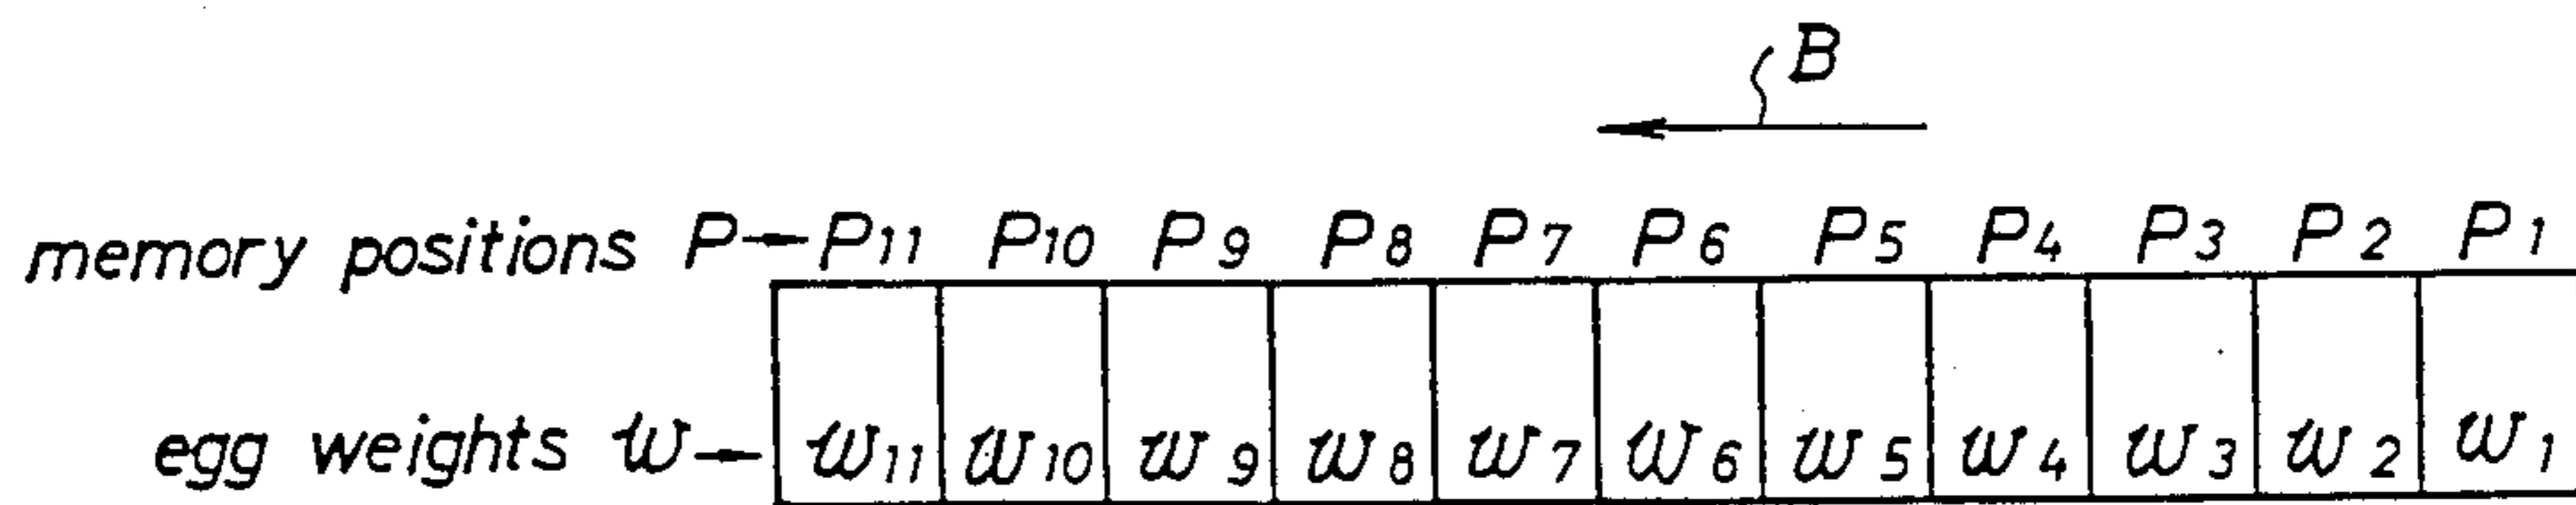 B
memory positions P→ P11 P10 P9 P8 P7 P6 P5 P4 P3 P2 P1
egg weights w→ w11 w10 w9 w8 w7 w6 w5 w4 w3 w2 w1